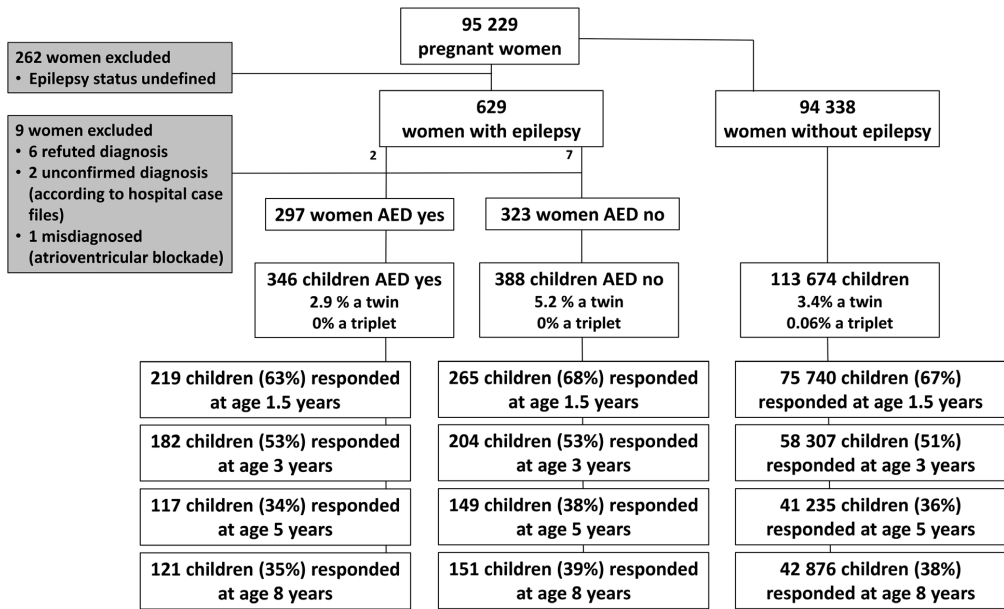 95 229
pregnant women
262 women excluded
• Epilepsy status undefined
629
women with epilepsy
94 338
women without epilepsy
9 women excluded
• 6 refuted diagnosis
• 2 unconfirmed diagnosis
(according to hospital case
files)
• 1 misdiagnosed
(atrioventricular blockade)
2
7
297 women AED yes
323 women AED no
346 children AED yes
2.9 % a twin
0% a triplet
388 children AED no
5.2 % a twin
0% a triplet
113 674 children
3.4% a twin
0.06% a triplet
219 children (63%) responded
at age 1.5 years
265 children (68%) responded
at age 1.5 years
75 740 children (67%)
responded at age 1.5 years
182 children (53%) responded
at age 3 years
204 children (53%) responded
at age 3 years
58 307 children (51%)
responded at age 3 years
117 children (34%) responded
at age 5 years
149 children (38%) responded
at age 5 years
41 235 children (36%)
responded at age 5 years
121 children (35%) responded
at age 8 years
151 children (39%) responded
at age 8 years
42 876 children (38%)
responded at age 8 years